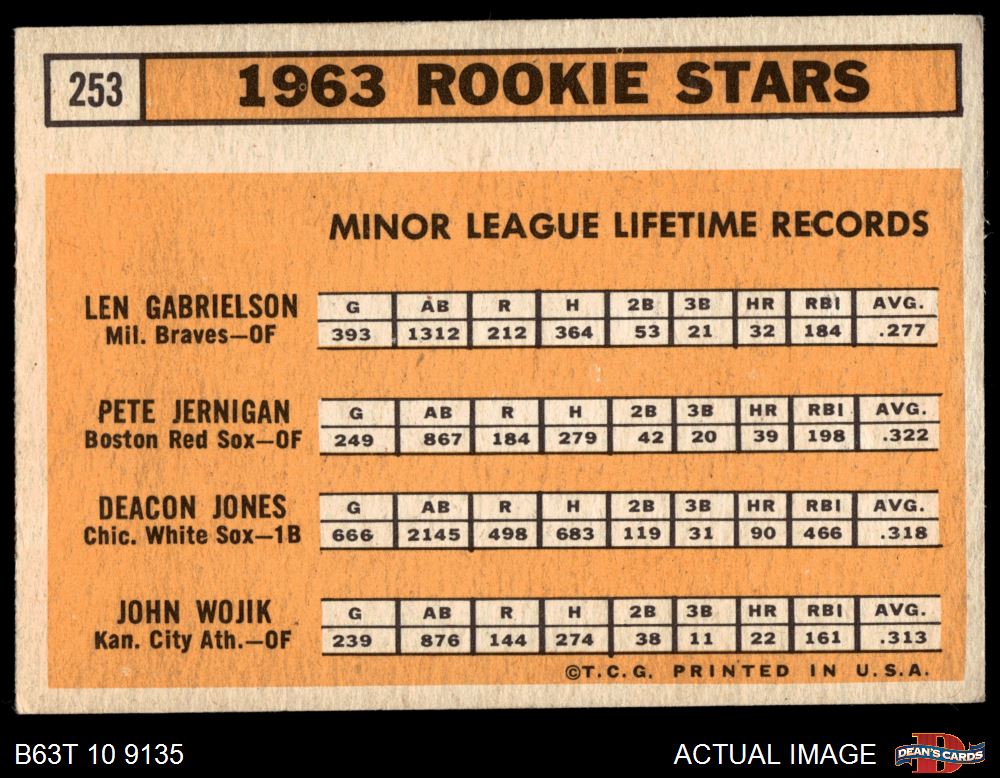 253 1963 ROOKIE STARS
MINOR LEAGUE LIFETIME RECORDS
LEN GABRIELSON
Mil. Braves—OF
G AB R H 2B 3B HR RBI AVG.
393 1312 212 364 53 21 32 184 .277
PETE JERNIGAN
Boston Red Sox—OF
G AB R H 2B 3B HR RBI AVG.
249 867 184 279 42 20 39 198 .322
DEACON JONES
Chic. White Sox—1B
G AB R H 2B 3B HR RBI AVG.
666 2145 498 683 119 31 90 466 .318
JOHN WOJIK
Kan. City Ath.—OF
G AB R H 2B 3B HR RBI AVG.
239 876 144 274 38 11 22 161 .313
©T.C.G. PRINTED IN U.S.A.
B63T 10 9135
ACTUAL IMAGE
DEAN'S CARDS